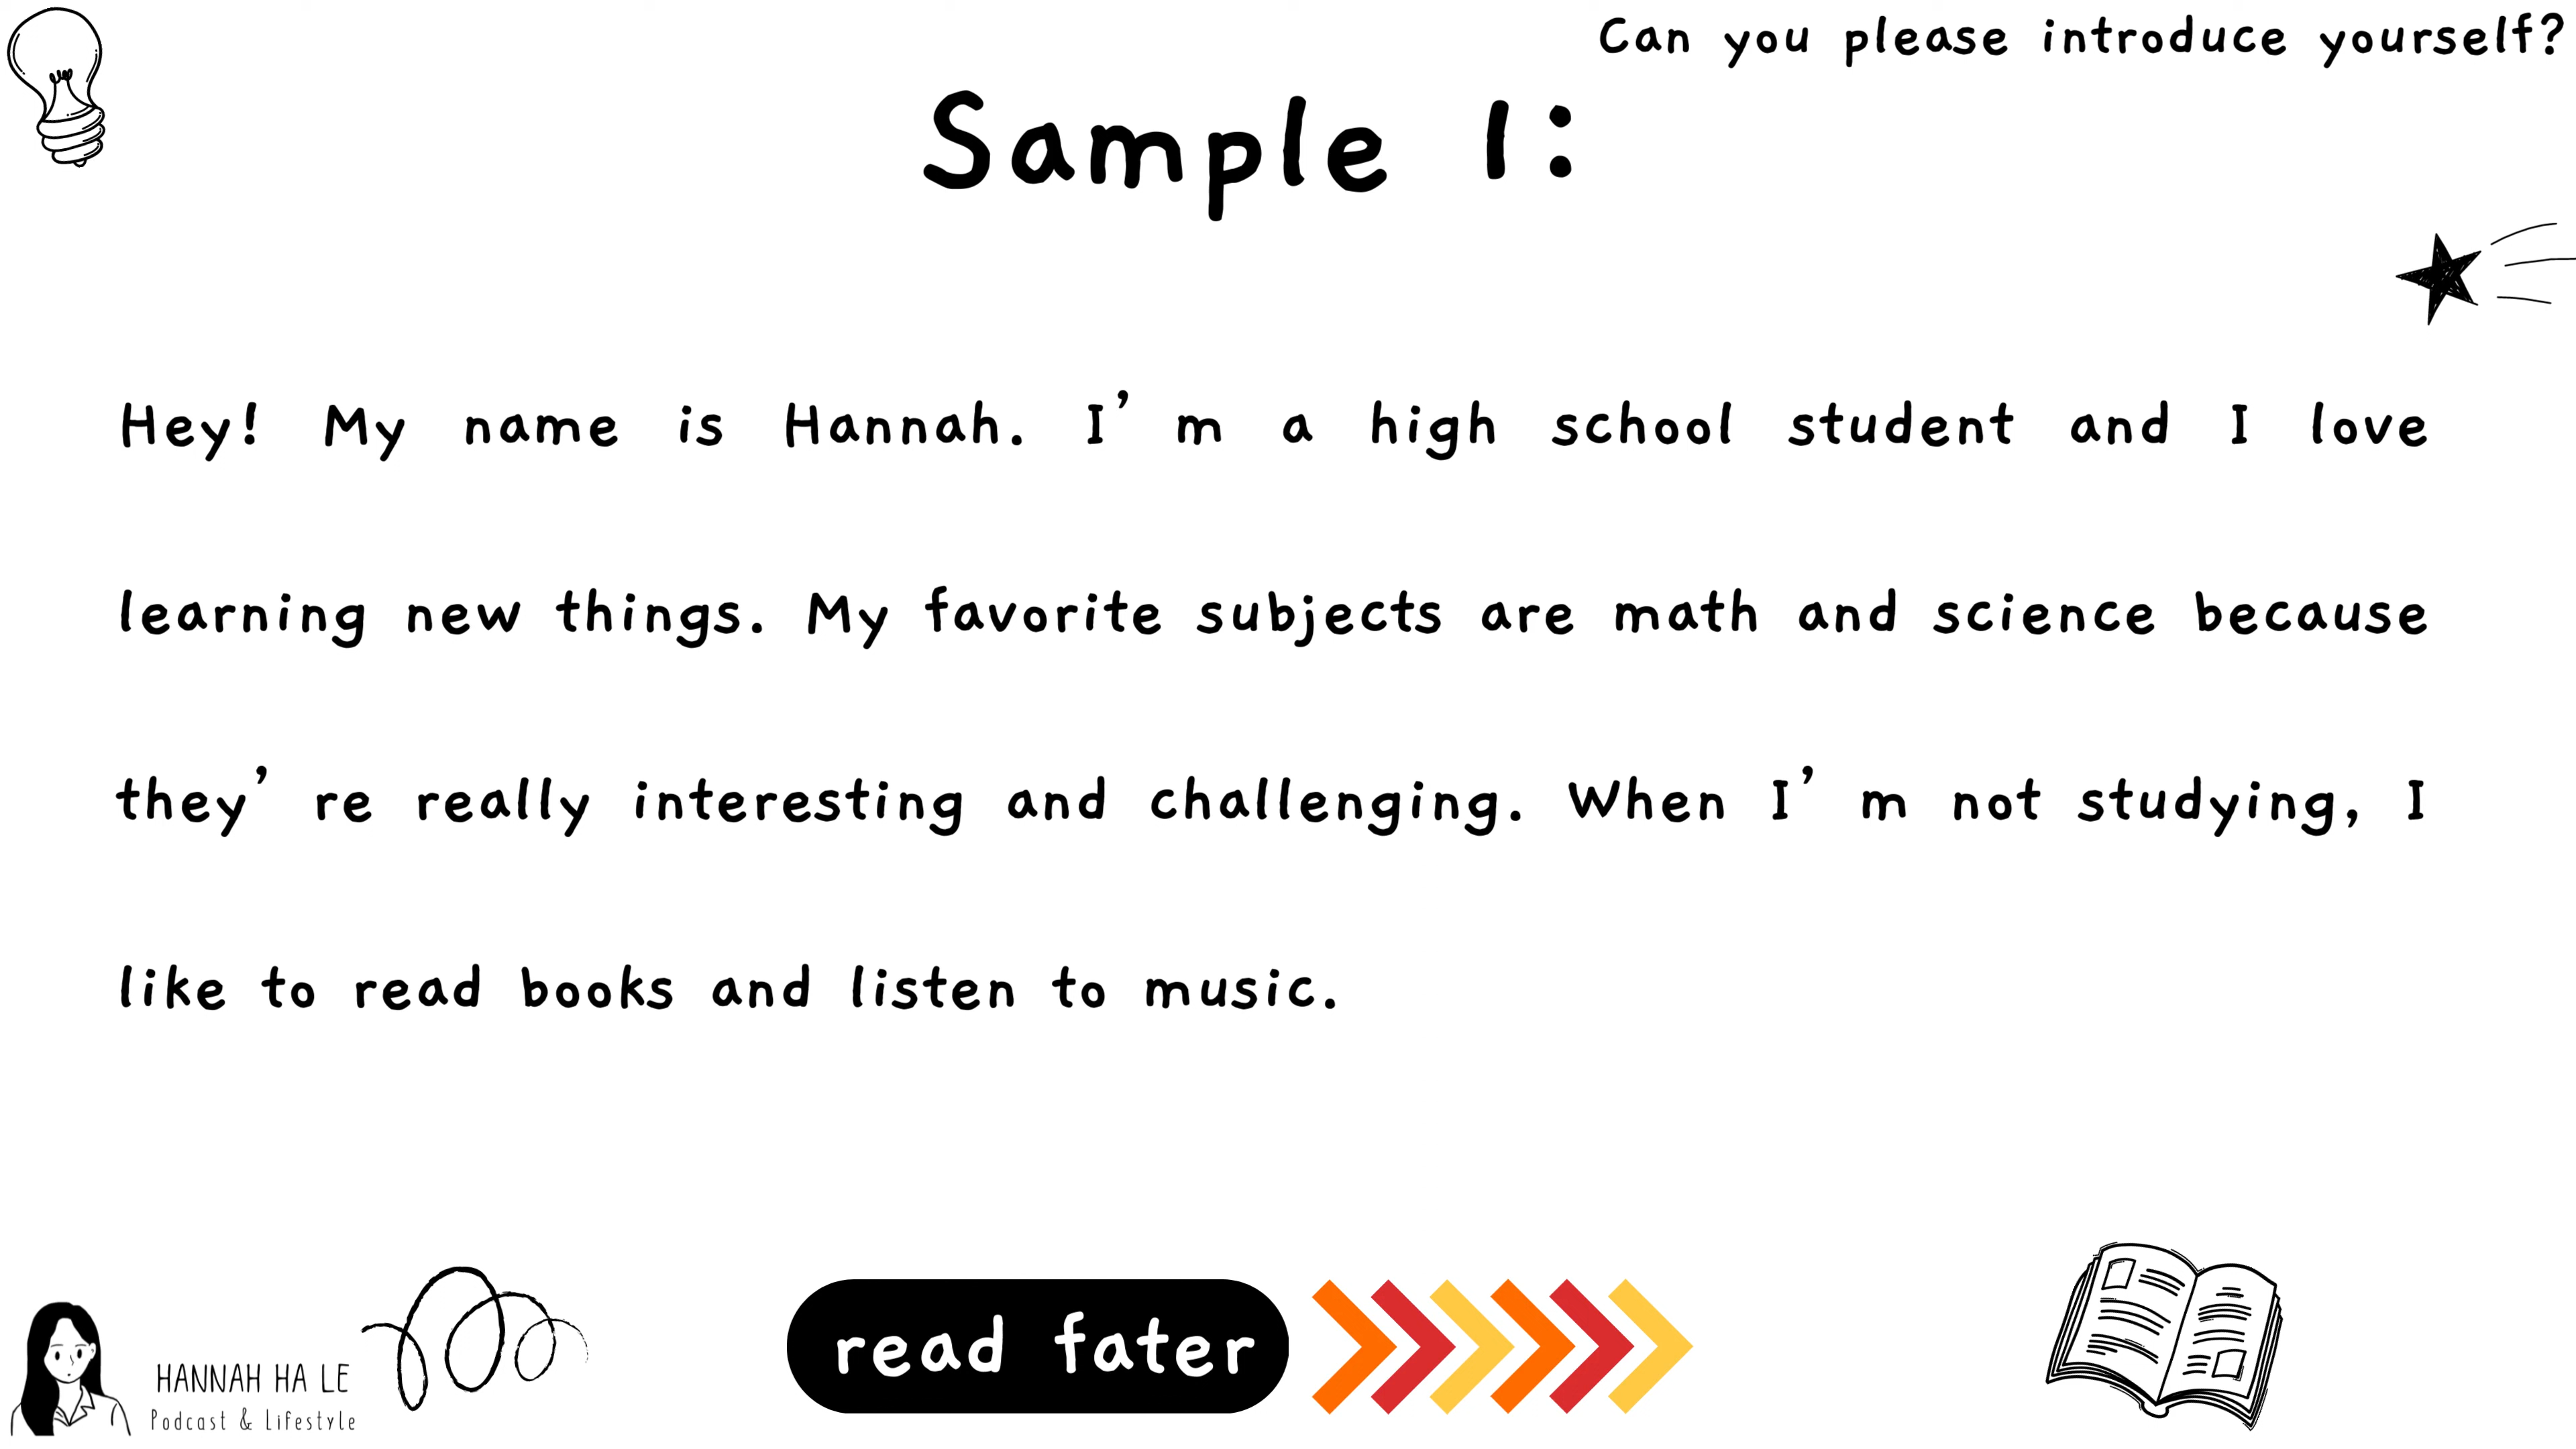 Can you please introduce yourself?
Sample 1:
Hey! My name is Hannah. I’ m a high school student and I love
learning new things. My favorite subjects are math and science because
they’ re really interesting and challenging. When I’ m not studying, I
like to read books and listen to music.
read fater
HANNAH HA LE
Podcast & Lifestyle